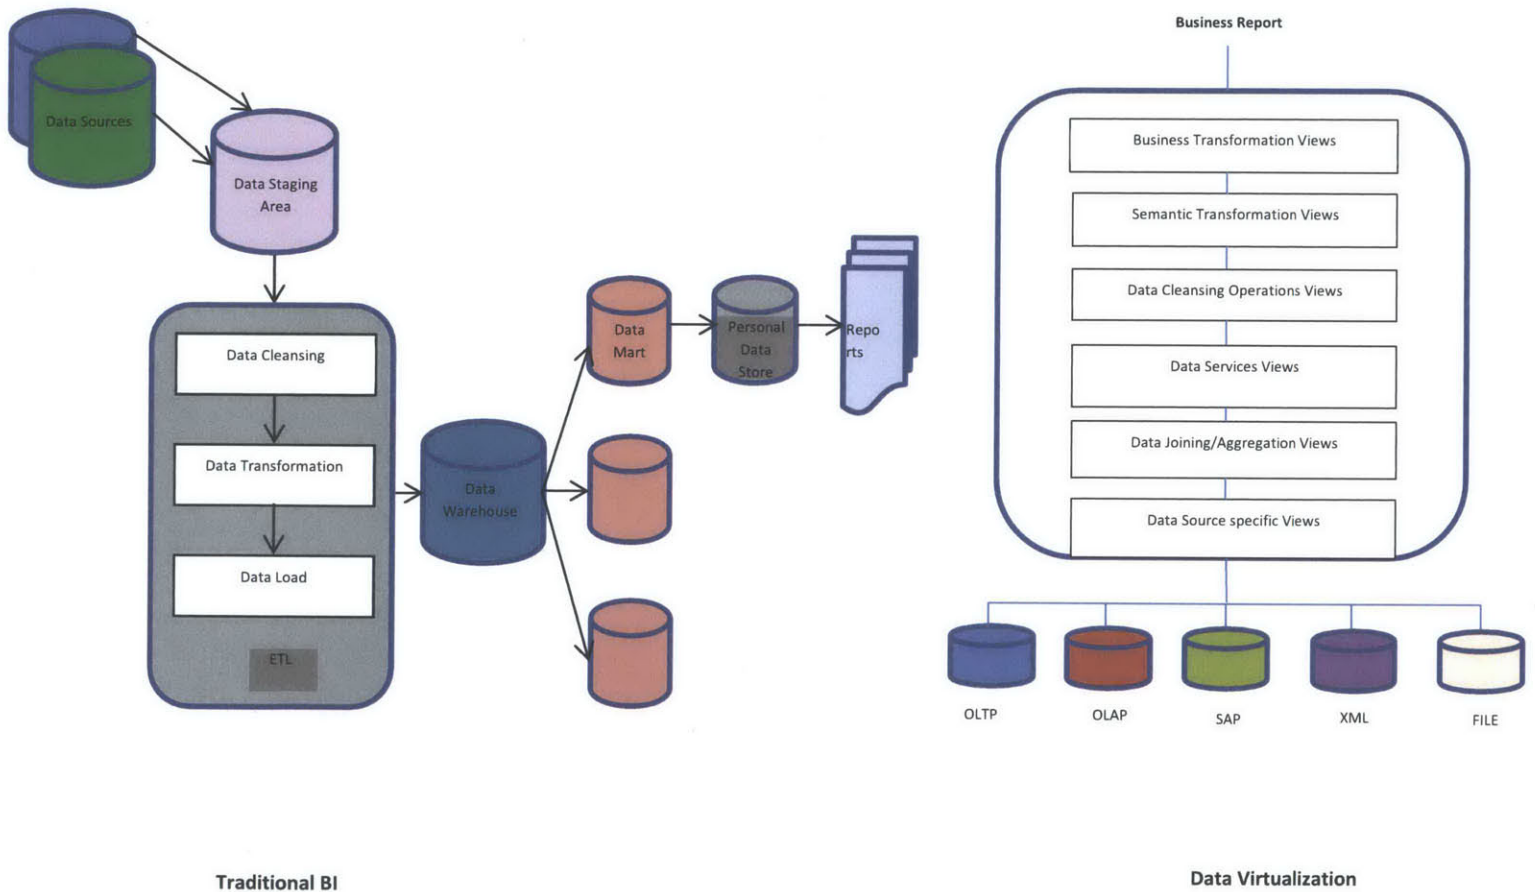 Data Sources
Data Staging
Area
Data Cleansing
Data Transformation
Data Load
ETL
Data
Warehouse
Data
Mart
Personal
Data
Store
Repo
rts
Traditional BI
Business Report
Business Transformation Views
Semantic Transformation Views
Data Cleansing Operations Views
Data Services Views
Data Joining/Aggregation Views
Data Source specific Views
OLTP
OLAP
SAP
XML
FILE
Data Virtualization